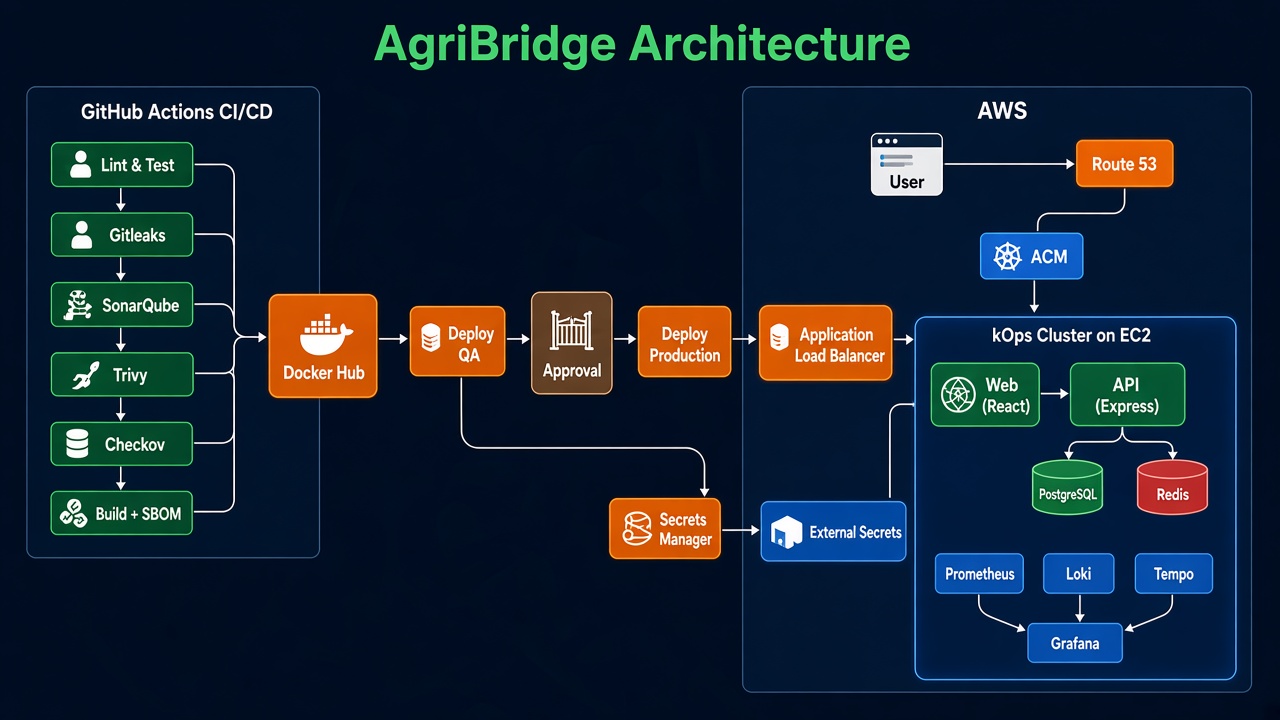 AgriBridge Architecture
GitHub Actions CI/CD
Lint & Test
Gitleaks
SonarQube
Trivy
Checkov
Build + SBOM
Docker Hub
Deploy
QA
Approval
Deploy
Production
Secrets
Manager
AWS
User
Route 53
ACM
Application
Load Balancer
External Secrets
kOps Cluster on EC2
Web
(React)
API
(Express)
PostgreSQL
Redis
Prometheus
Loki
Tempo
Grafana